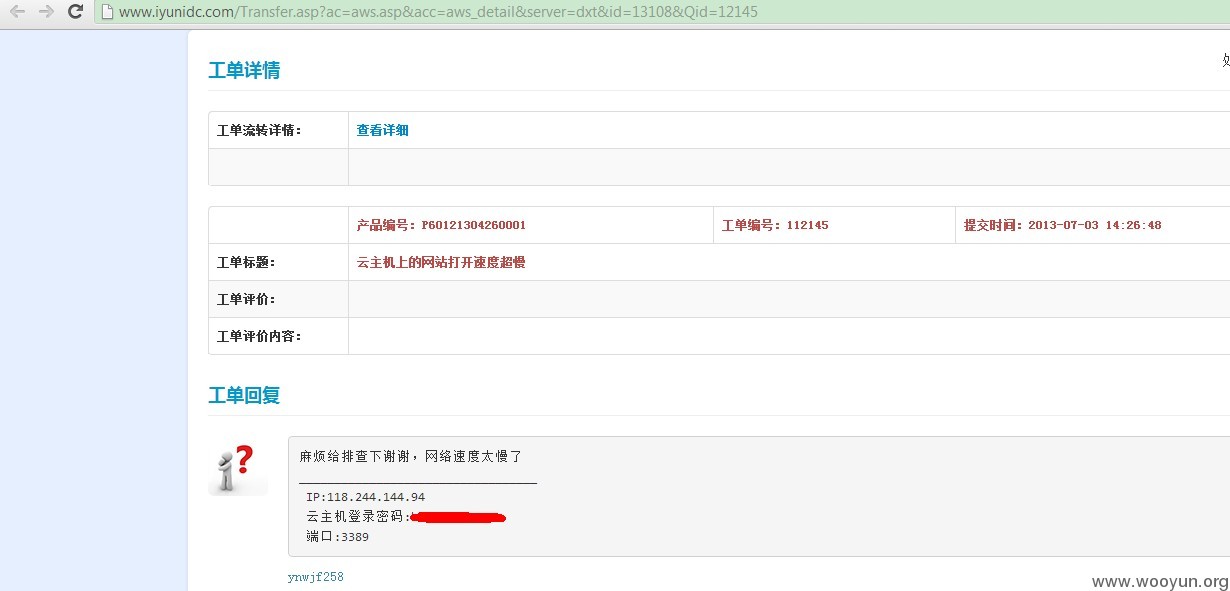 www.iyunidc.com/Transfer.asp?ac=aws.asp&acc=aws_detail&server=dxt&id=13108&Qid=12145
工单详情
工单流转详情: 查看详细
产品编号: P60121304260001 工单编号: 112145 提交时间: 2013-07-03 14:26:48
工单标题: 云主机上的网站打开速度超慢
工单评价:
工单评价内容:
工单回复
麻烦给排查下谢谢，网络速度太慢了
IP:118.244.144.94
云主机登录密码:
端口:3389
ynwjf258
www.wooyun.org